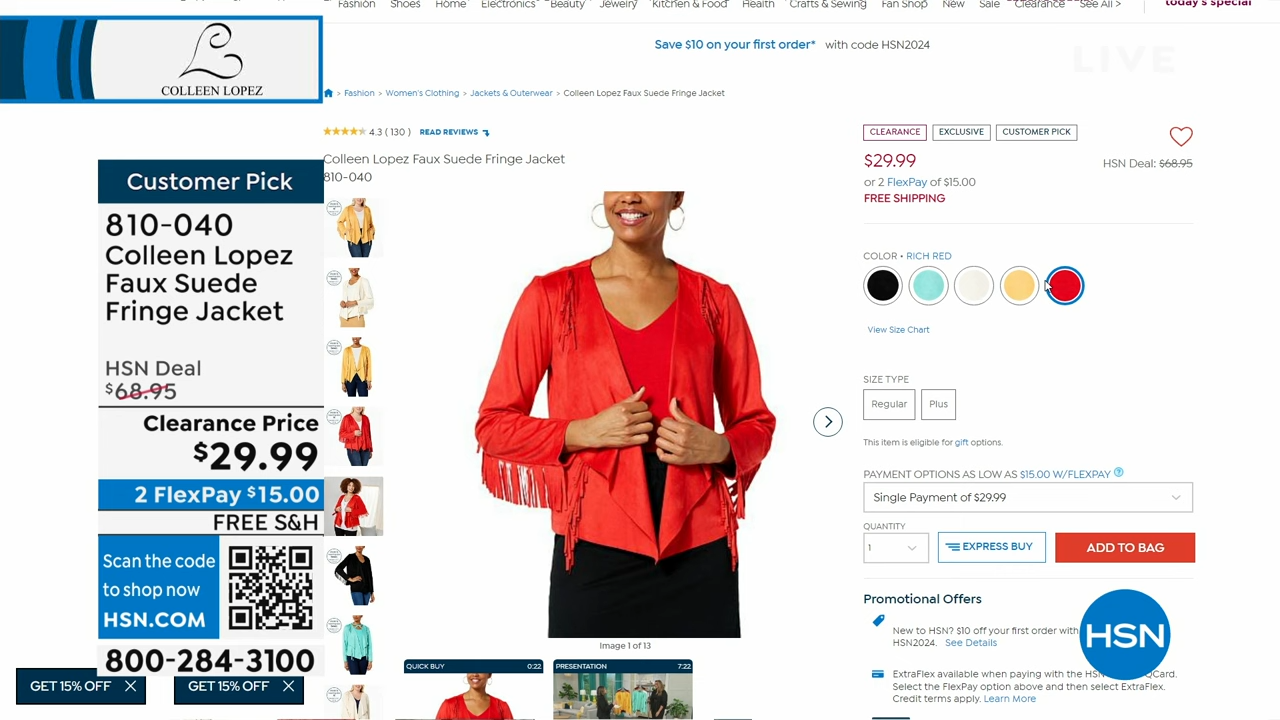 Fashion Shoes Home Electronics Beauty Jewelry Kitchen & Food Health Crafts & Sewing Fan Shop New Sale Clearance See All >
today's special
Save $10 on your first order* with code HSN2024
LIVE
COLLEEN LOPEZ
> Fashion > Women's Clothing > Jackets & Outerwear > Colleen Lopez Faux Suede Fringe Jacket
4.3 ( 130 ) READ REVIEWS
Colleen Lopez Faux Suede Fringe Jacket
810-040
Customer Pick
810-040
Colleen Lopez
Faux Suede
Fringe Jacket
HSN Deal
$68.95
Clearance Price
$29.99
2 FlexPay $15.00
FREE S&H
Scan the code
to shop now
HSN.COM
800-284-3100
GET 15% OFF
GET 15% OFF
Image 1 of 13
QUICK BUY 0:22
PRESENTATION 7:22
CLEARANCE
EXCLUSIVE
CUSTOMER PICK
$29.99
HSN Deal: $68.95
or 2 FlexPay of $15.00
FREE SHIPPING
COLOR • RICH RED
View Size Chart
SIZE TYPE
Regular
Plus
This item is eligible for gift options.
PAYMENT OPTIONS AS LOW AS $15.00 W/FLEXPAY
Single Payment of $29.99
QUANTITY
1
EXPRESS BUY
ADD TO BAG
Promotional Offers
New to HSN? $10 off your first order with
HSN2024. See Details
HSN
ExtraFlex available when paying with the HSN Card.
Select the FlexPay option above and then select ExtraFlex.
Credit terms apply. Learn More